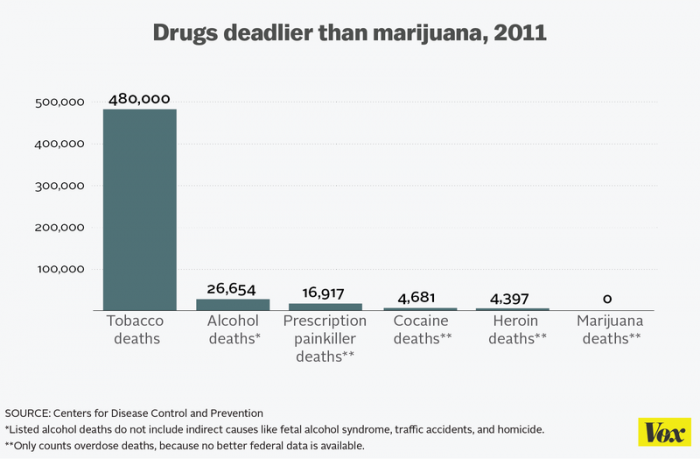 Drugs deadlier than marijuana, 2011
500,000
400,000
300,000
200,000
100,000
480,000
26,654
16,917
4,681
4,397
0
Tobacco
deaths
Alcohol
deaths*
Prescription
painkiller
deaths**
Cocaine
deaths**
Heroin
deaths**
Marijuana
deaths**
SOURCE: Centers for Disease Control and Prevention
*Listed alcohol deaths do not include indirect causes like fetal alcohol syndrome, traffic accidents, and homicide.
**Only counts overdose deaths, because no better federal data is available.
Vox